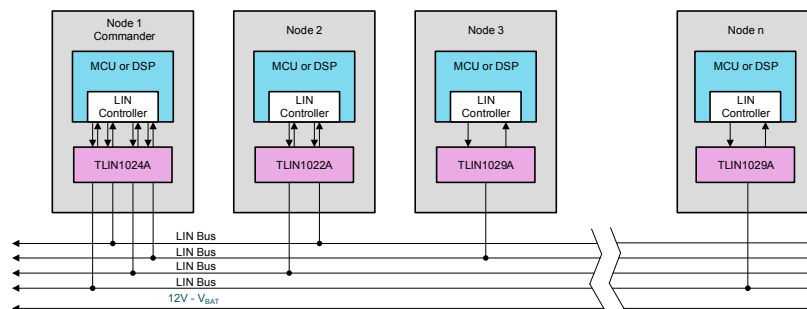 Node 1
Commander
MCU or DSP
LIN
Controller
TLIN1024A
Node 2
MCU or DSP
LIN
Controller
TLIN1022A
Node 3
MCU or DSP
LIN
Controller
TLIN1029A
Node n
MCU or DSP
LIN
Controller
TLIN1029A
LIN Bus
LIN Bus
LIN Bus
LIN Bus
12V - VBAT